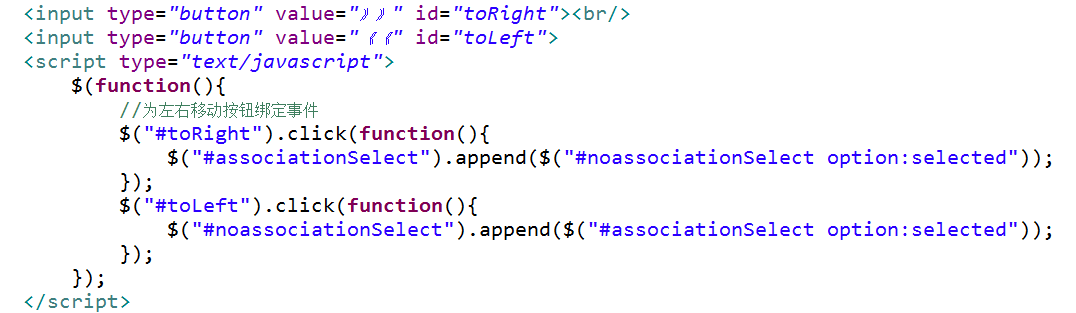 <input type="button" value="》》" id="toRight"><br/>
<input type="button" value="《《" id="toLeft">
<script type="text/javascript">
$(function(){
//为左右移动按钮绑定事件
$("#toRight").click(function(){
$("#associationSelect").append($("#noassociationSelect option:selected"));
});
$("#toLeft").click(function(){
$("#noassociationSelect").append($("#associationSelect option:selected"));
});
});
</script>